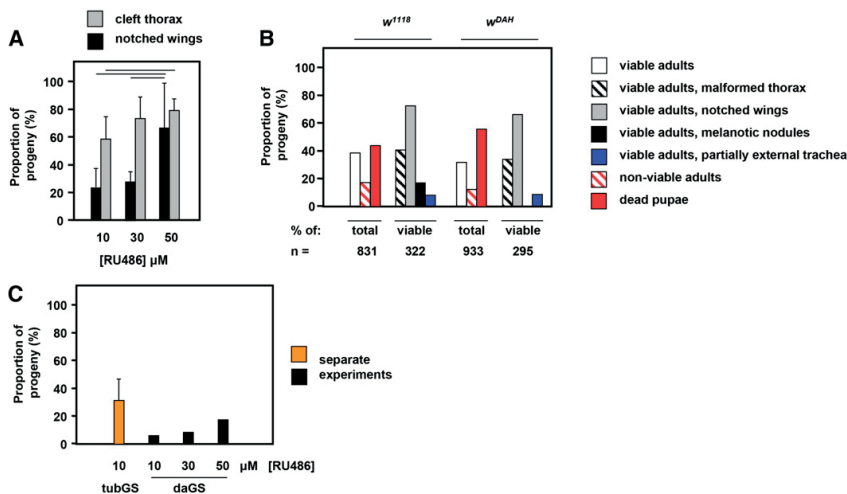 A
cleft thorax
notched wings
Proportion of
progeny (%)
100
80
60
40
20
0
10 30 50
[RU486] µM
B
w1118 wDAH
100
80
60
40
20
0
Proportion of
progeny (%)
% of: total viable total viable
n = 831 322 933 295
viable adults
viable adults, malformed thorax
viable adults, notched wings
viable adults, melanotic nodules
viable adults, partially external trachea
non-viable adults
dead pupae
C
Proportion of
progeny (%)
100
80
60
40
20
0
10 10 30 50 µM [RU486]
tubGS daGS
separate
experiments